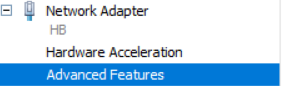 Network Adapter
HB
Hardware Acceleration
Advanced Features